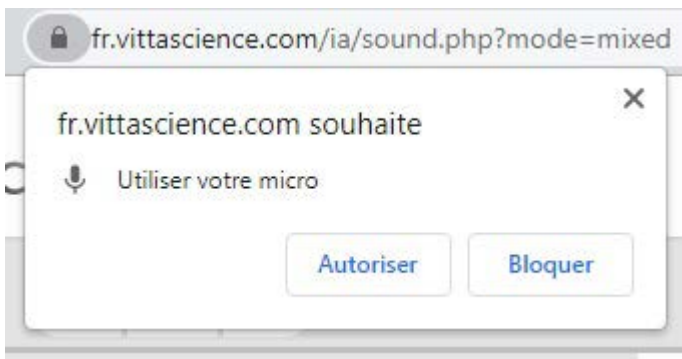 fr.vittascience.com/ia/sound.php?mode=mixed
fr.vittascience.com souhaite
Utiliser votre micro
Autoriser Bloquer